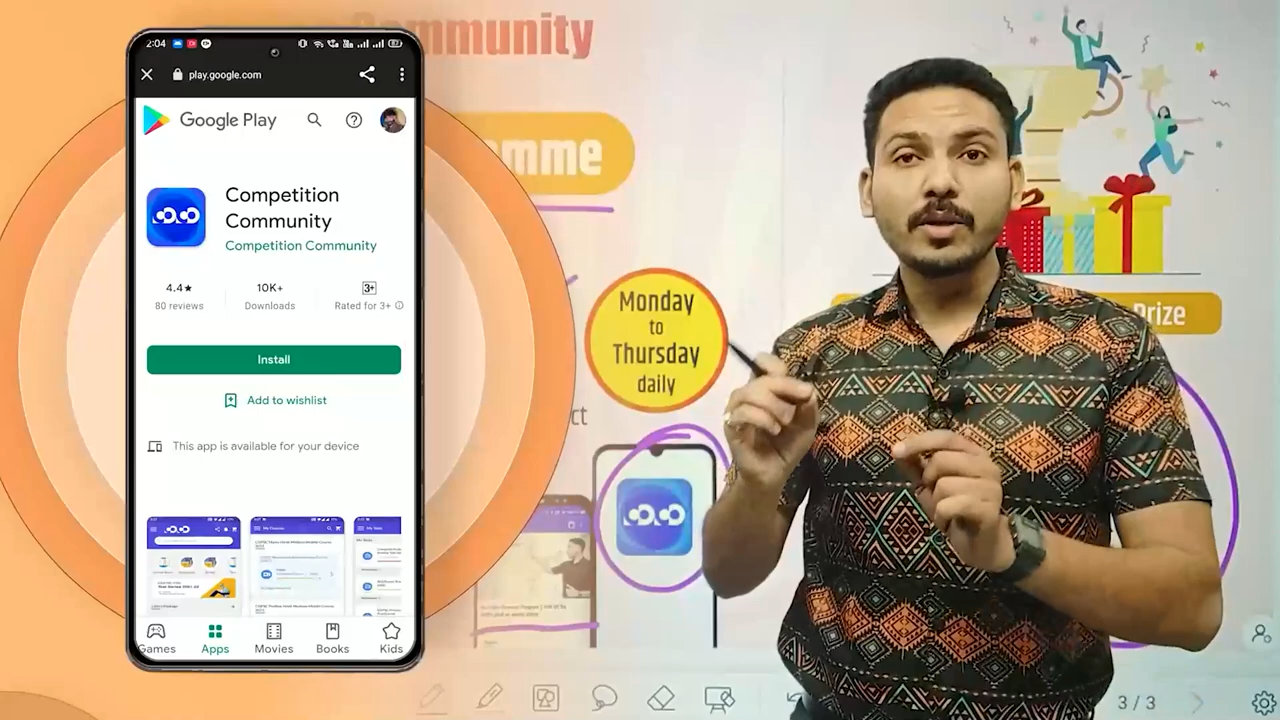 2:04
play.google.com
Google Play
Competition
Community
Competition Community
4.4★
80 reviews
10K+
Downloads
3+
Rated for 3+
Install
Add to wishlist
This app is available for your device
Games
Apps
Movies
Books
Kids
mmunity
mme
Monday
to
Thursday
daily
ct
Prize
3/3